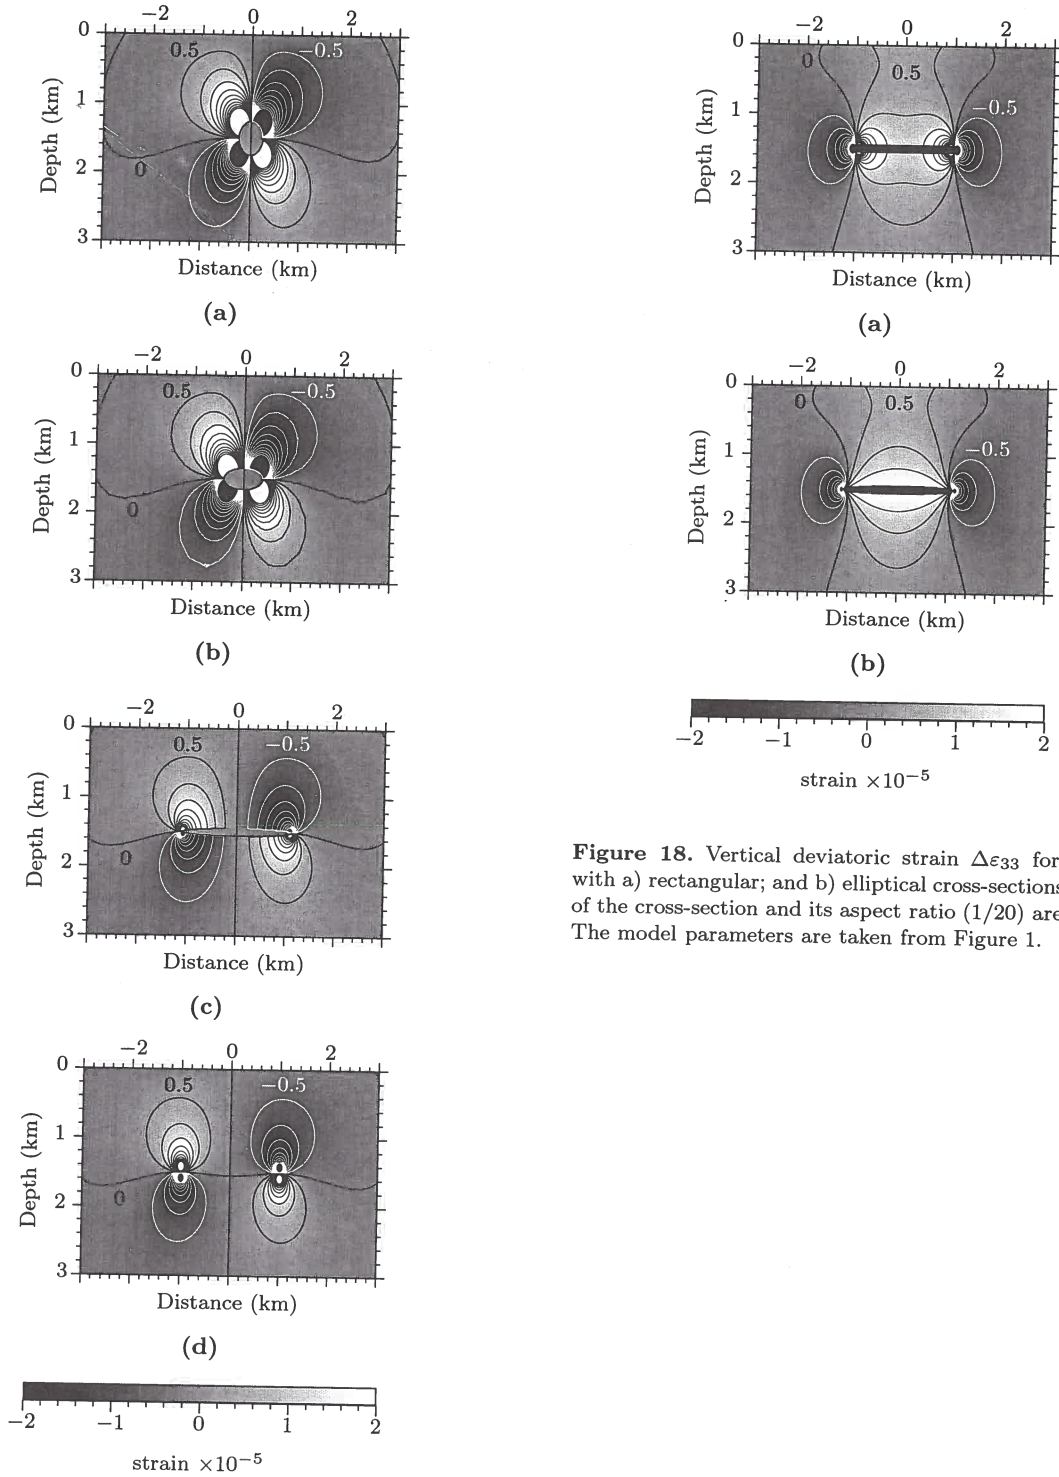 −2 0 2
0
1
2
3
Depth (km)
0.5
−0.5
0
Distance (km)
(a)
−2 0 2
0
1
2
3
Depth (km)
0.5
−0.5
0
Distance (km)
(b)
−2 0 2
0
1
2
3
Depth (km)
0.5
−0.5
0
Distance (km)
(c)
−2 0 2
0
1
2
3
Depth (km)
0.5
−0.5
0
Distance (km)
(d)
−2 −1 0 1 2
strain ×10−5
−2 0 2
0
1
2
3
Depth (km)
0
0.5
−0.5
Distance (km)
(a)
−2 0 2
0
1
2
3
Depth (km)
0
0.5
−0.5
Distance (km)
(b)
−2 −1 0 1 2
strain ×10−5
Figure 18. Vertical deviatoric strain Δε33 for
with a) rectangular; and b) elliptical cross-sections
of the cross-section and its aspect ratio (1/20) are
The model parameters are taken from Figure 1.